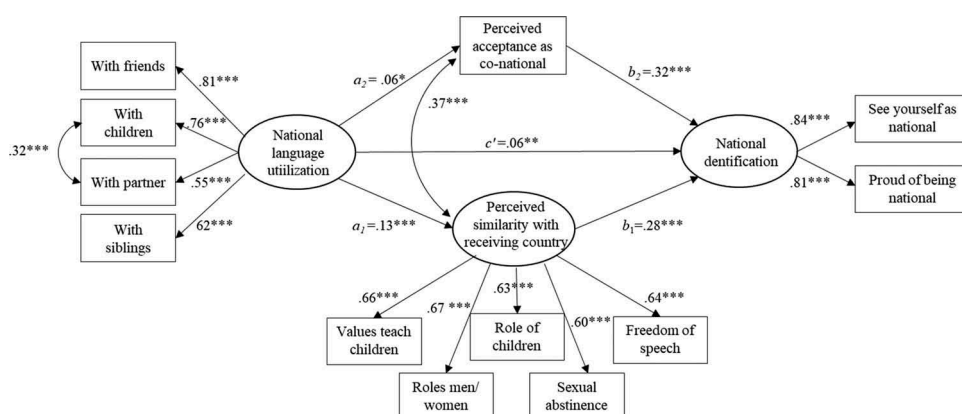 Perceived
acceptance as
co-national
With friends
.81***
a₂ = .06*
b₂=.32***
.37***
With
children
.76***
National
language
utiilization
.32***
c′=.06**
National
dentification
.84***
See yourself as
national
With partner
.55***
.81***
Proud of being
national
With
siblings
62***
a₁=.13***
Perceived
similarity with
receiving country
b₁=.28***
.66***
.67 ***
.63***
.60***
.64***
Values teach
children
Role of
children
Freedom of
speech
Roles men/
women
Sexual
abstinence